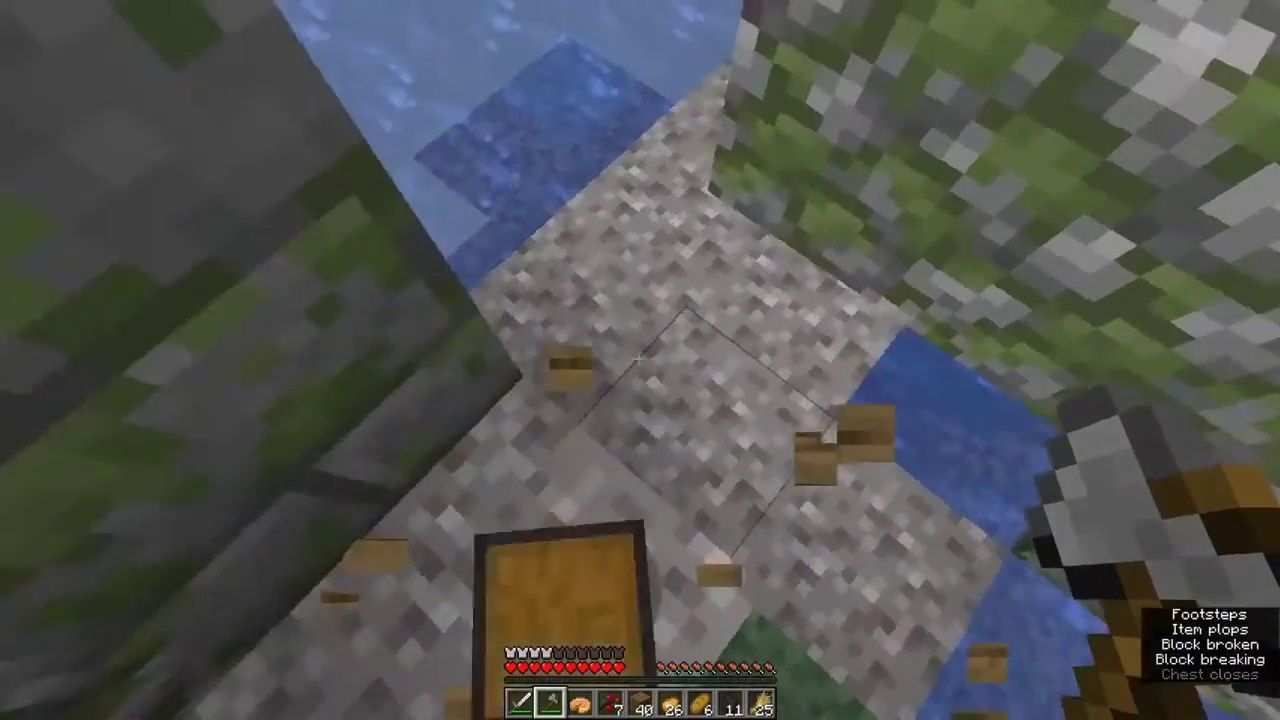 Footsteps
Item plops
Block broken
Block breaking
Chest closes
7 40 26 6 11 25